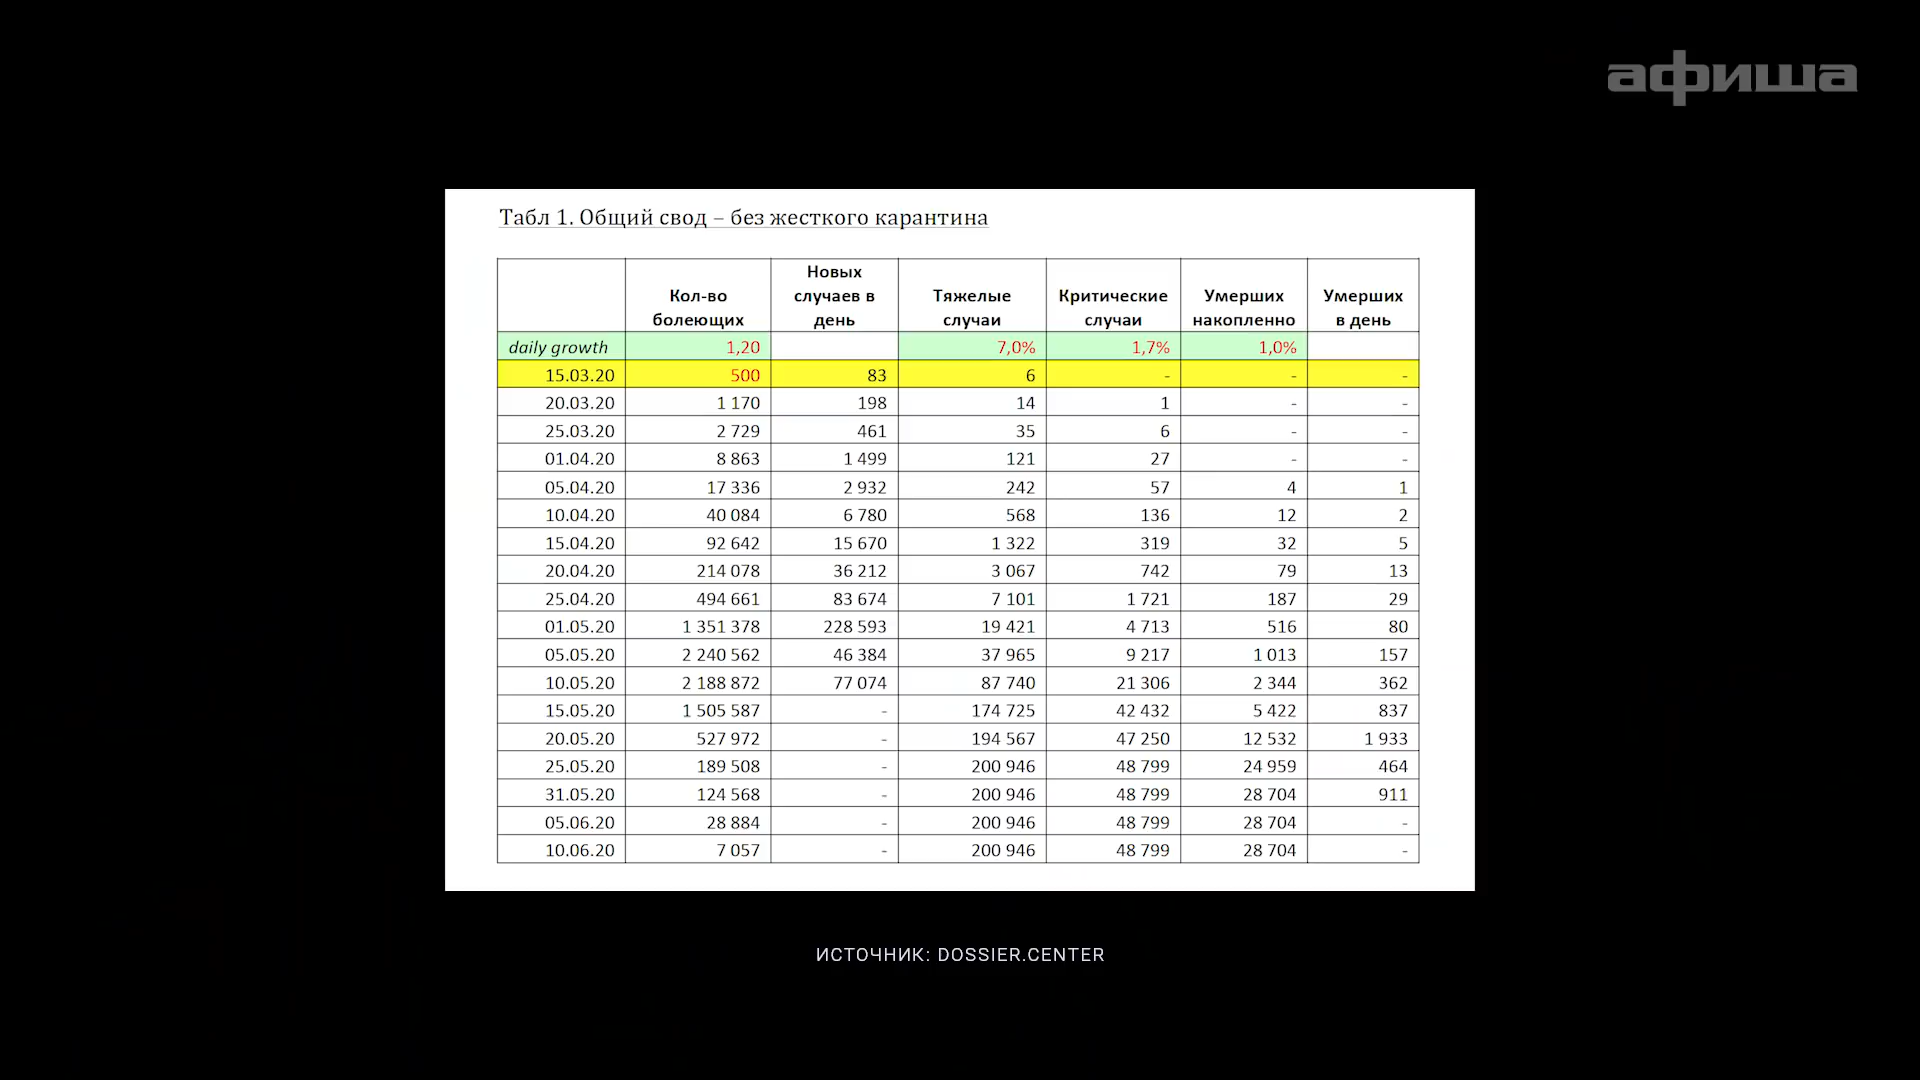 афиша
Табл 1. Общий свод – без жесткого карантина
Кол-во болеющих Новых случаев в день Тяжелые случаи Критические случаи Умерших накопленно Умерших в день
daily growth 1,20 7,0% 1,7% 1,0%
15.03.20 500 83 6 - - -
20.03.20 1 170 198 14 1 - -
25.03.20 2 729 461 35 6 - -
01.04.20 8 863 1 499 121 27 - -
05.04.20 17 336 2 932 242 57 4 1
10.04.20 40 084 6 780 568 136 12 2
15.04.20 92 642 15 670 1 322 319 32 5
20.04.20 214 078 36 212 3 067 742 79 13
25.04.20 494 661 83 674 7 101 1 721 187 29
01.05.20 1 351 378 228 593 19 421 4 713 516 80
05.05.20 2 240 562 46 384 37 965 9 217 1 013 157
10.05.20 2 188 872 77 074 87 740 21 306 2 344 362
15.05.20 1 505 587 - 174 725 42 432 5 422 837
20.05.20 527 972 - 194 567 47 250 12 532 1 933
25.05.20 189 508 - 200 946 48 799 24 959 464
31.05.20 124 568 - 200 946 48 799 28 704 911
05.06.20 28 884 - 200 946 48 799 28 704 -
10.06.20 7 057 - 200 946 48 799 28 704 -
ИСТОЧНИК: DOSSIER.CENTER